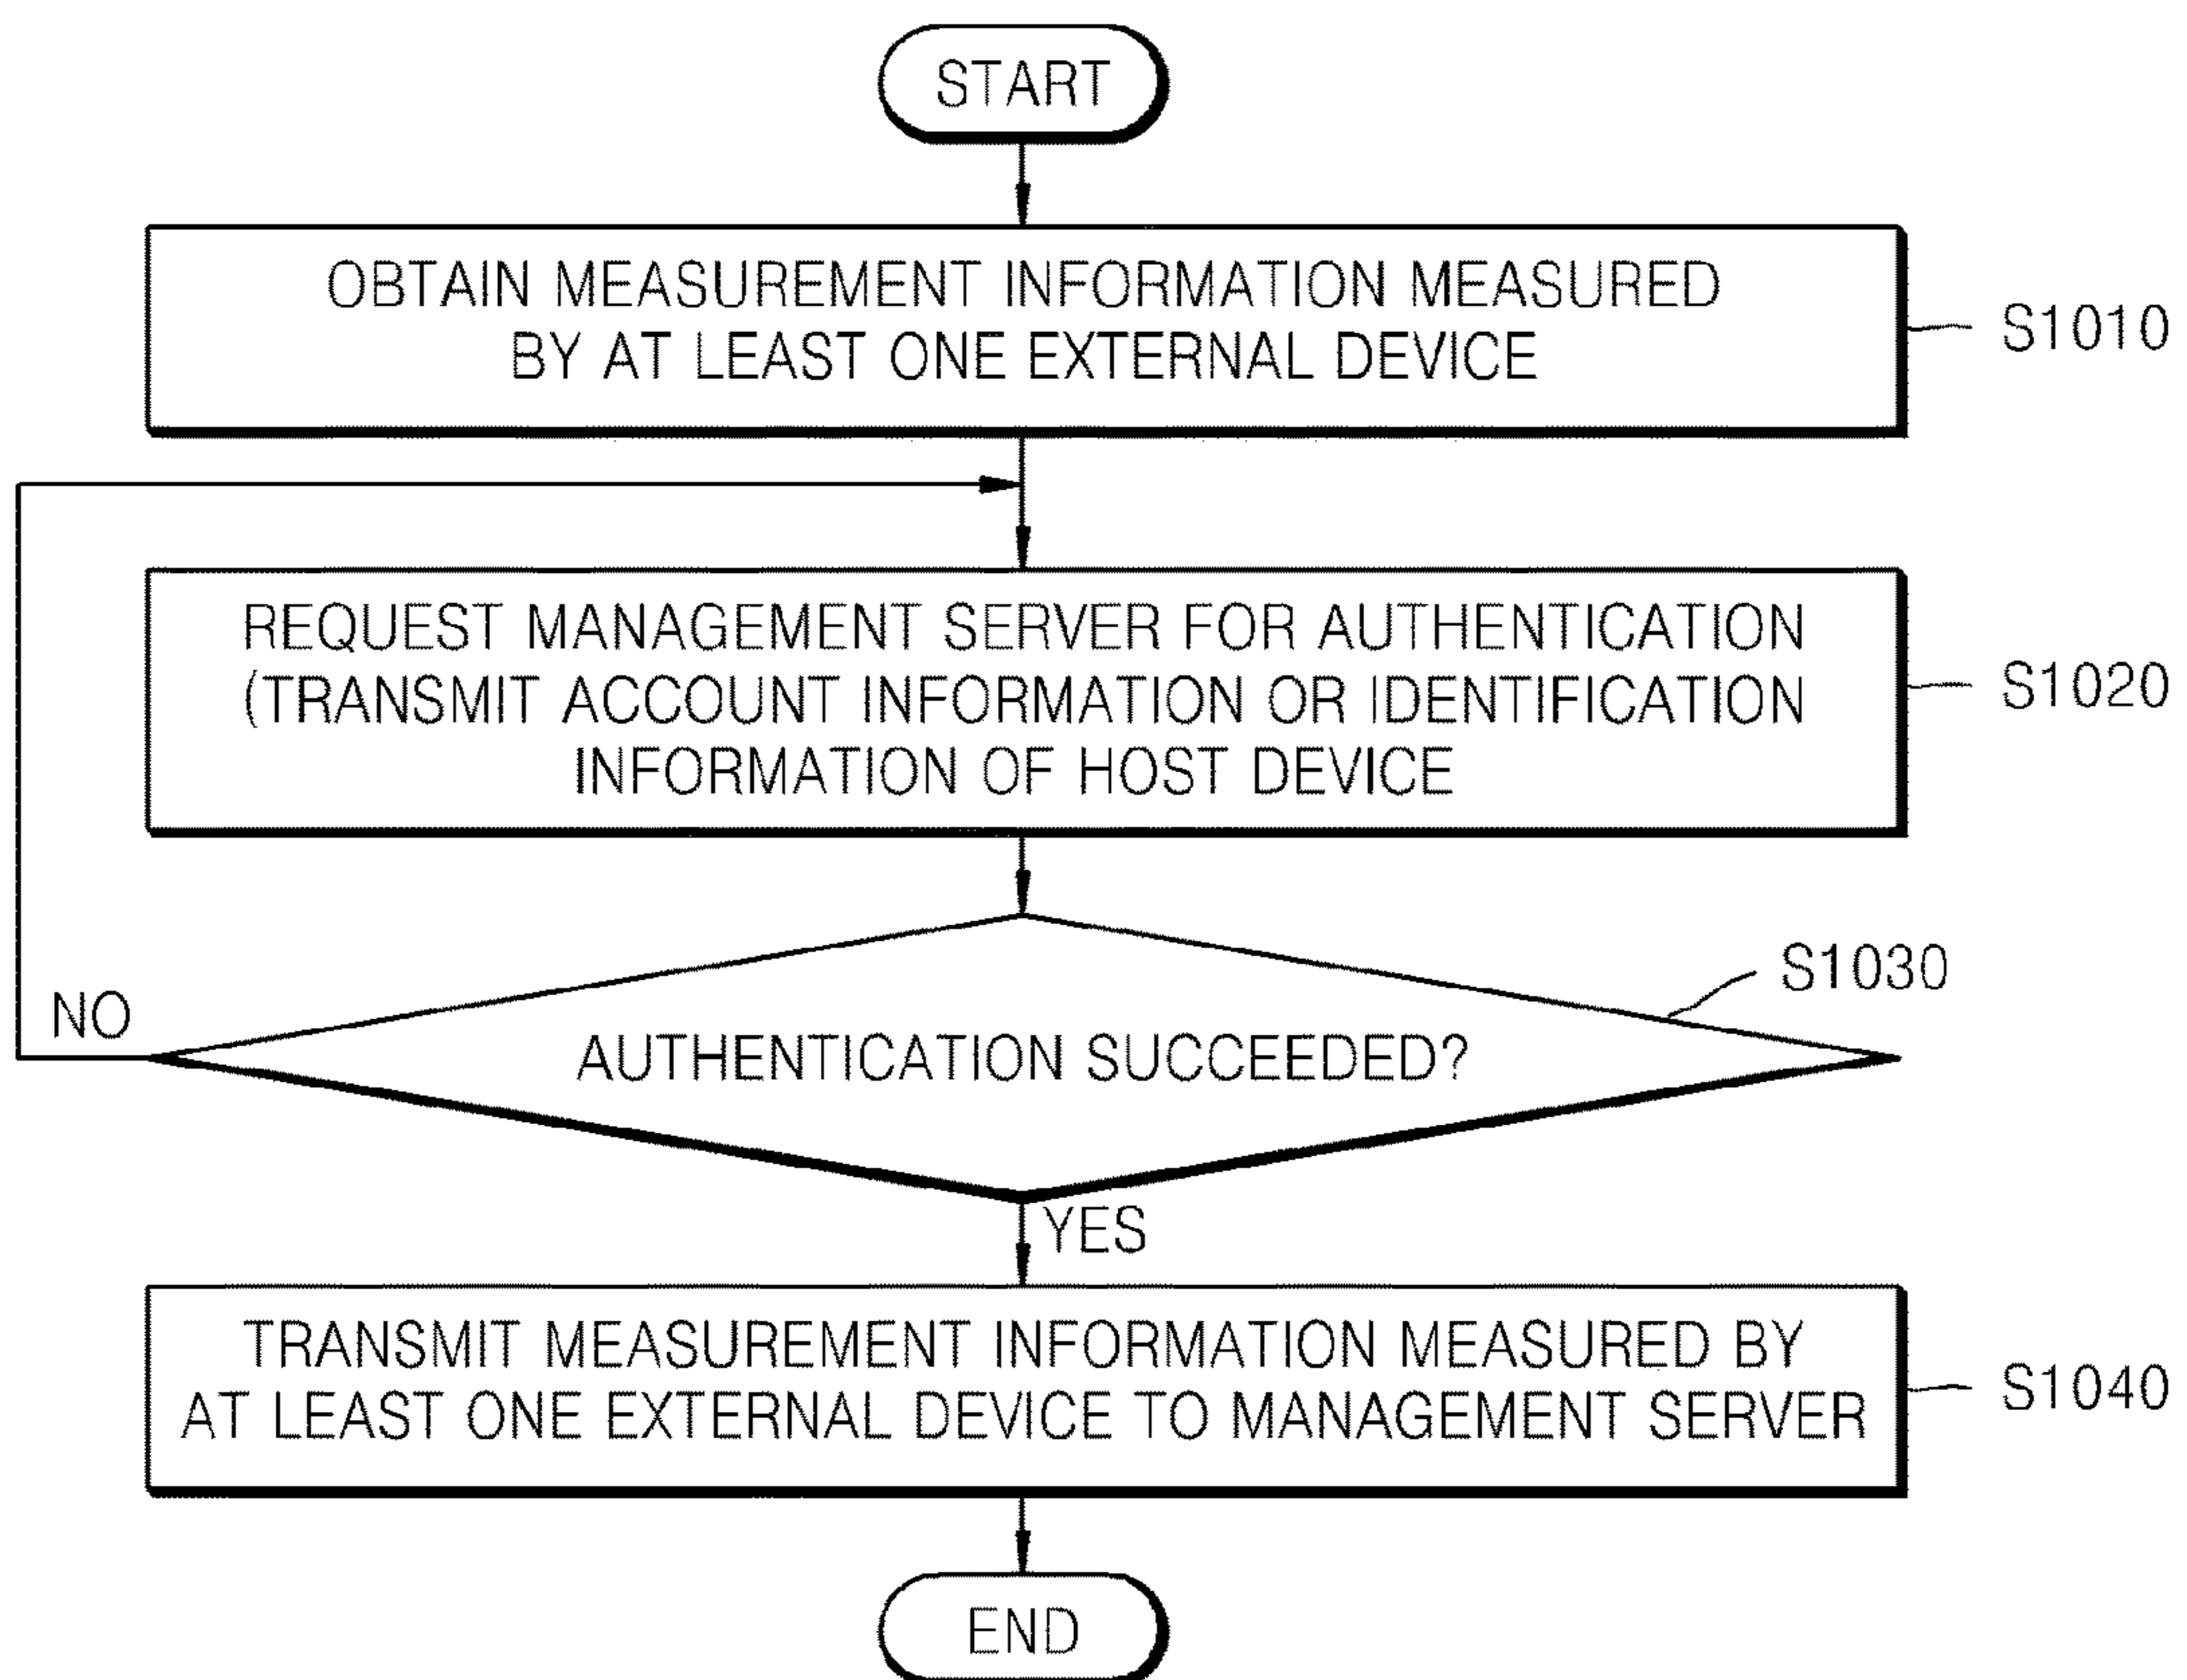 START
OBTAIN MEASUREMENT INFORMATION MEASURED
BY AT LEAST ONE EXTERNAL DEVICE
S1010
REQUEST MANAGEMENT SERVER FOR AUTHENTICATION
(TRANSMIT ACCOUNT INFORMATION OR IDENTIFICATION
INFORMATION OF HOST DEVICE
S1020
S1030
NO
AUTHENTICATION SUCCEEDED?
YES
TRANSMIT MEASUREMENT INFORMATION MEASURED BY
AT LEAST ONE EXTERNAL DEVICE TO MANAGEMENT SERVER
S1040
END